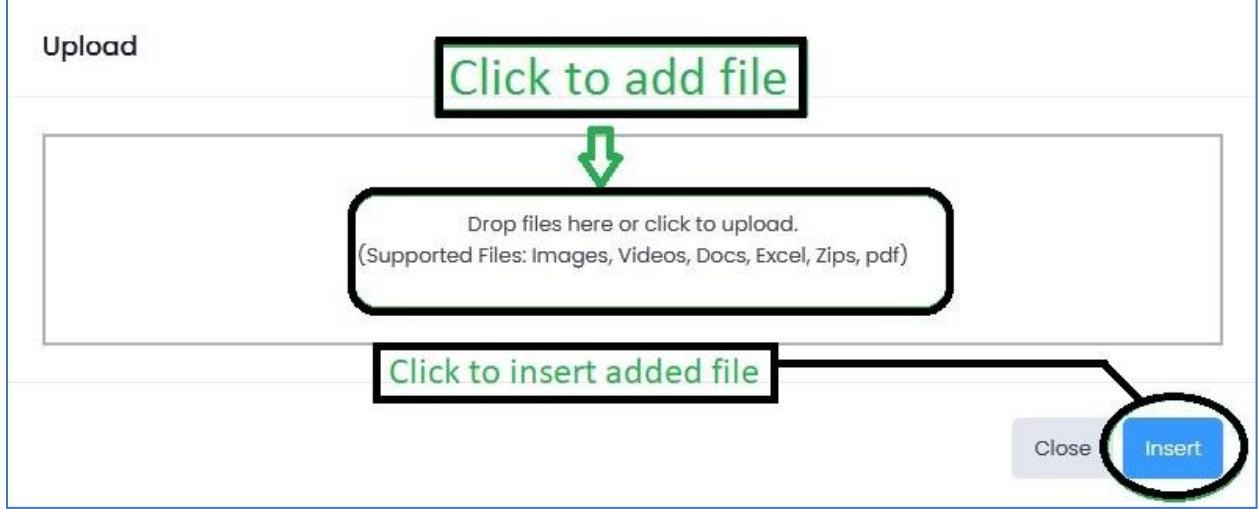 Upload
Click to add file
Drop files here or click to upload.
(Supported Files: Images, Videos, Docs, Excel, Zips, pdf)
Click to insert added file
Close
Insert